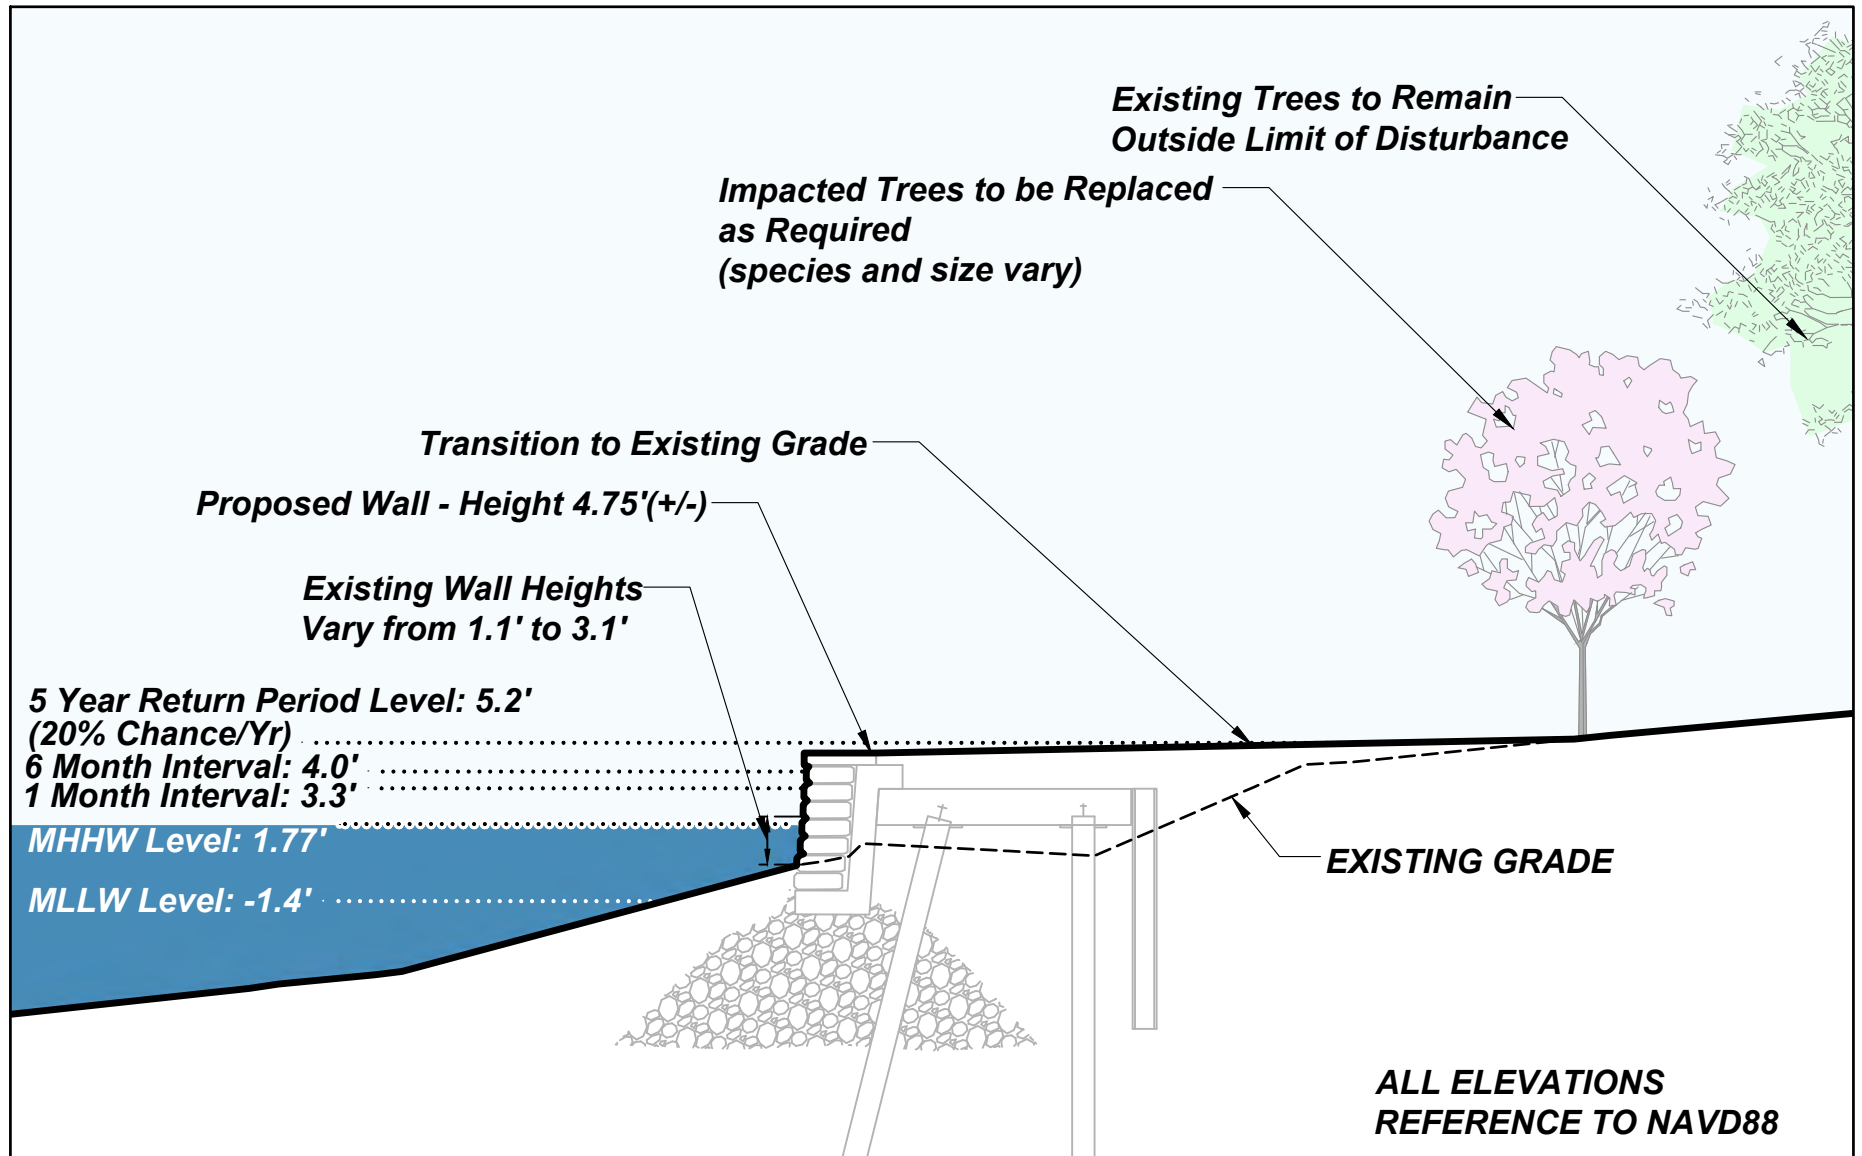 Existing Trees to Remain
Outside Limit of Disturbance
Impacted Trees to be Replaced
as Required
(species and size vary)
Transition to Existing Grade
Proposed Wall - Height 4.75'(+/-)
Existing Wall Heights
Vary from 1.1' to 3.1'
5 Year Return Period Level: 5.2'
(20% Chance/Yr)
6 Month Interval: 4.0'
1 Month Interval: 3.3'
MHHW Level: 1.77'
MLLW Level: -1.4'
EXISTING GRADE
ALL ELEVATIONS
REFERENCE TO NAVD88